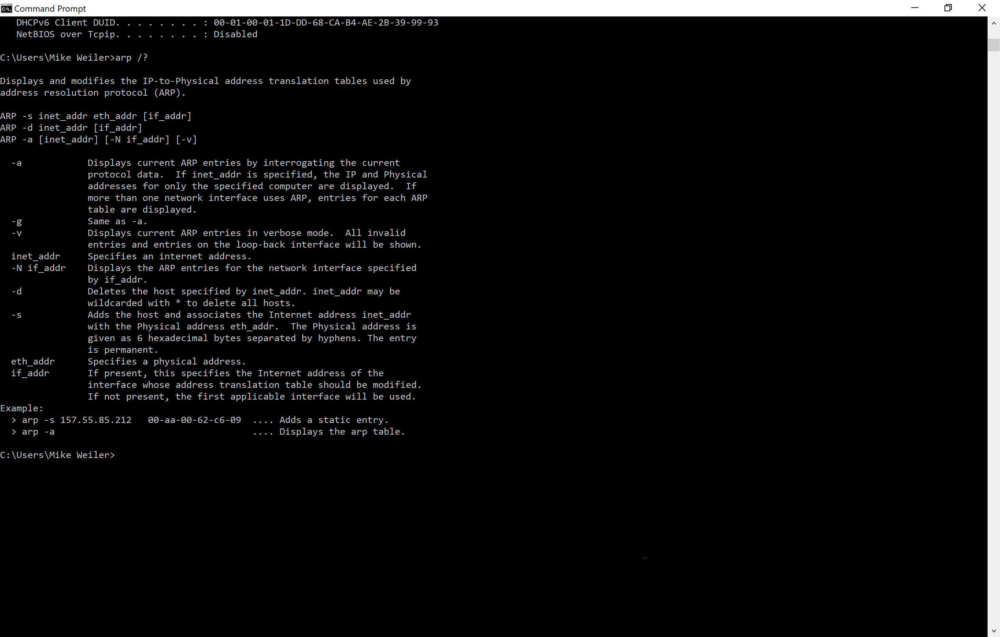 Command Prompt
   DHCPv6 Client DUID. . . . . . . . : 00-01-00-01-1D-DD-68-CA-B4-AE-2B-39-99-93
   NetBIOS over Tcpip. . . . . . . . : Disabled
C:\Users\Mike Weiler>arp /?
Displays and modifies the IP-to-Physical address translation tables used by
address resolution protocol (ARP).
ARP -s inet_addr eth_addr [if_addr]
ARP -d inet_addr [if_addr]
ARP -a [inet_addr] [-N if_addr] [-v]
  -a            Displays current ARP entries by interrogating the current
                protocol data.  If inet_addr is specified, the IP and Physical
                addresses for only the specified computer are displayed.  If
                more than one network interface uses ARP, entries for each ARP
                table are displayed.
  -g            Same as -a.
  -v            Displays current ARP entries in verbose mode.  All invalid
                entries and entries on the loop-back interface will be shown.
  inet_addr     Specifies an internet address.
  -N if_addr    Displays the ARP entries for the network interface specified
                by if_addr.
  -d            Deletes the host specified by inet_addr. inet_addr may be
                wildcarded with * to delete all hosts.
  -s            Adds the host and associates the Internet address inet_addr
                with the Physical address eth_addr.  The Physical address is
                given as 6 hexadecimal bytes separated by hyphens. The entry
                is permanent.
  eth_addr      Specifies a physical address.
  if_addr       If present, this specifies the Internet address of the
                interface whose address translation table should be modified.
                If not present, the first applicable interface will be used.
Example:
  > arp -s 157.55.85.212   00-aa-00-62-c6-09  .... Adds a static entry.
  > arp -a                                    .... Displays the arp table.
C:\Users\Mike Weiler>